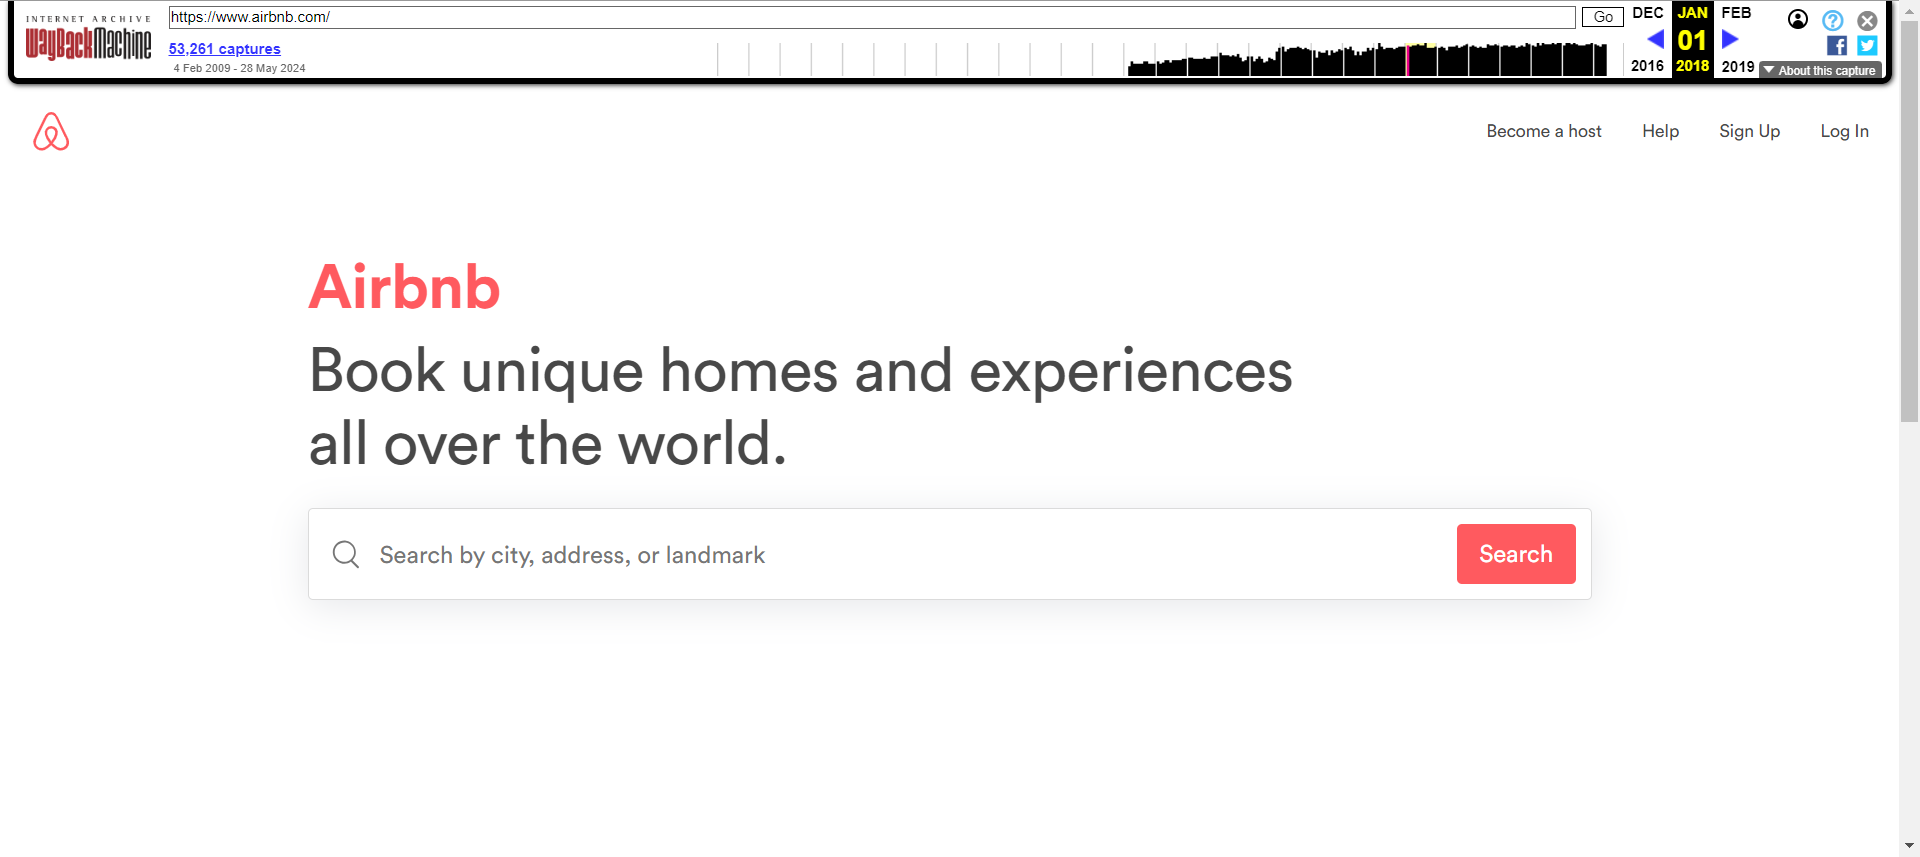 INTERNET ARCHIVE
WayBackMachine
https://www.airbnb.com/
Go
53,261 captures
4 Feb 2009 - 28 May 2024
DEC
JAN
FEB
01
2016
2018
2019
About this capture
Become a host
Help
Sign Up
Log In
Airbnb
Book unique homes and experiences
all over the world.
Search by city, address, or landmark
Search